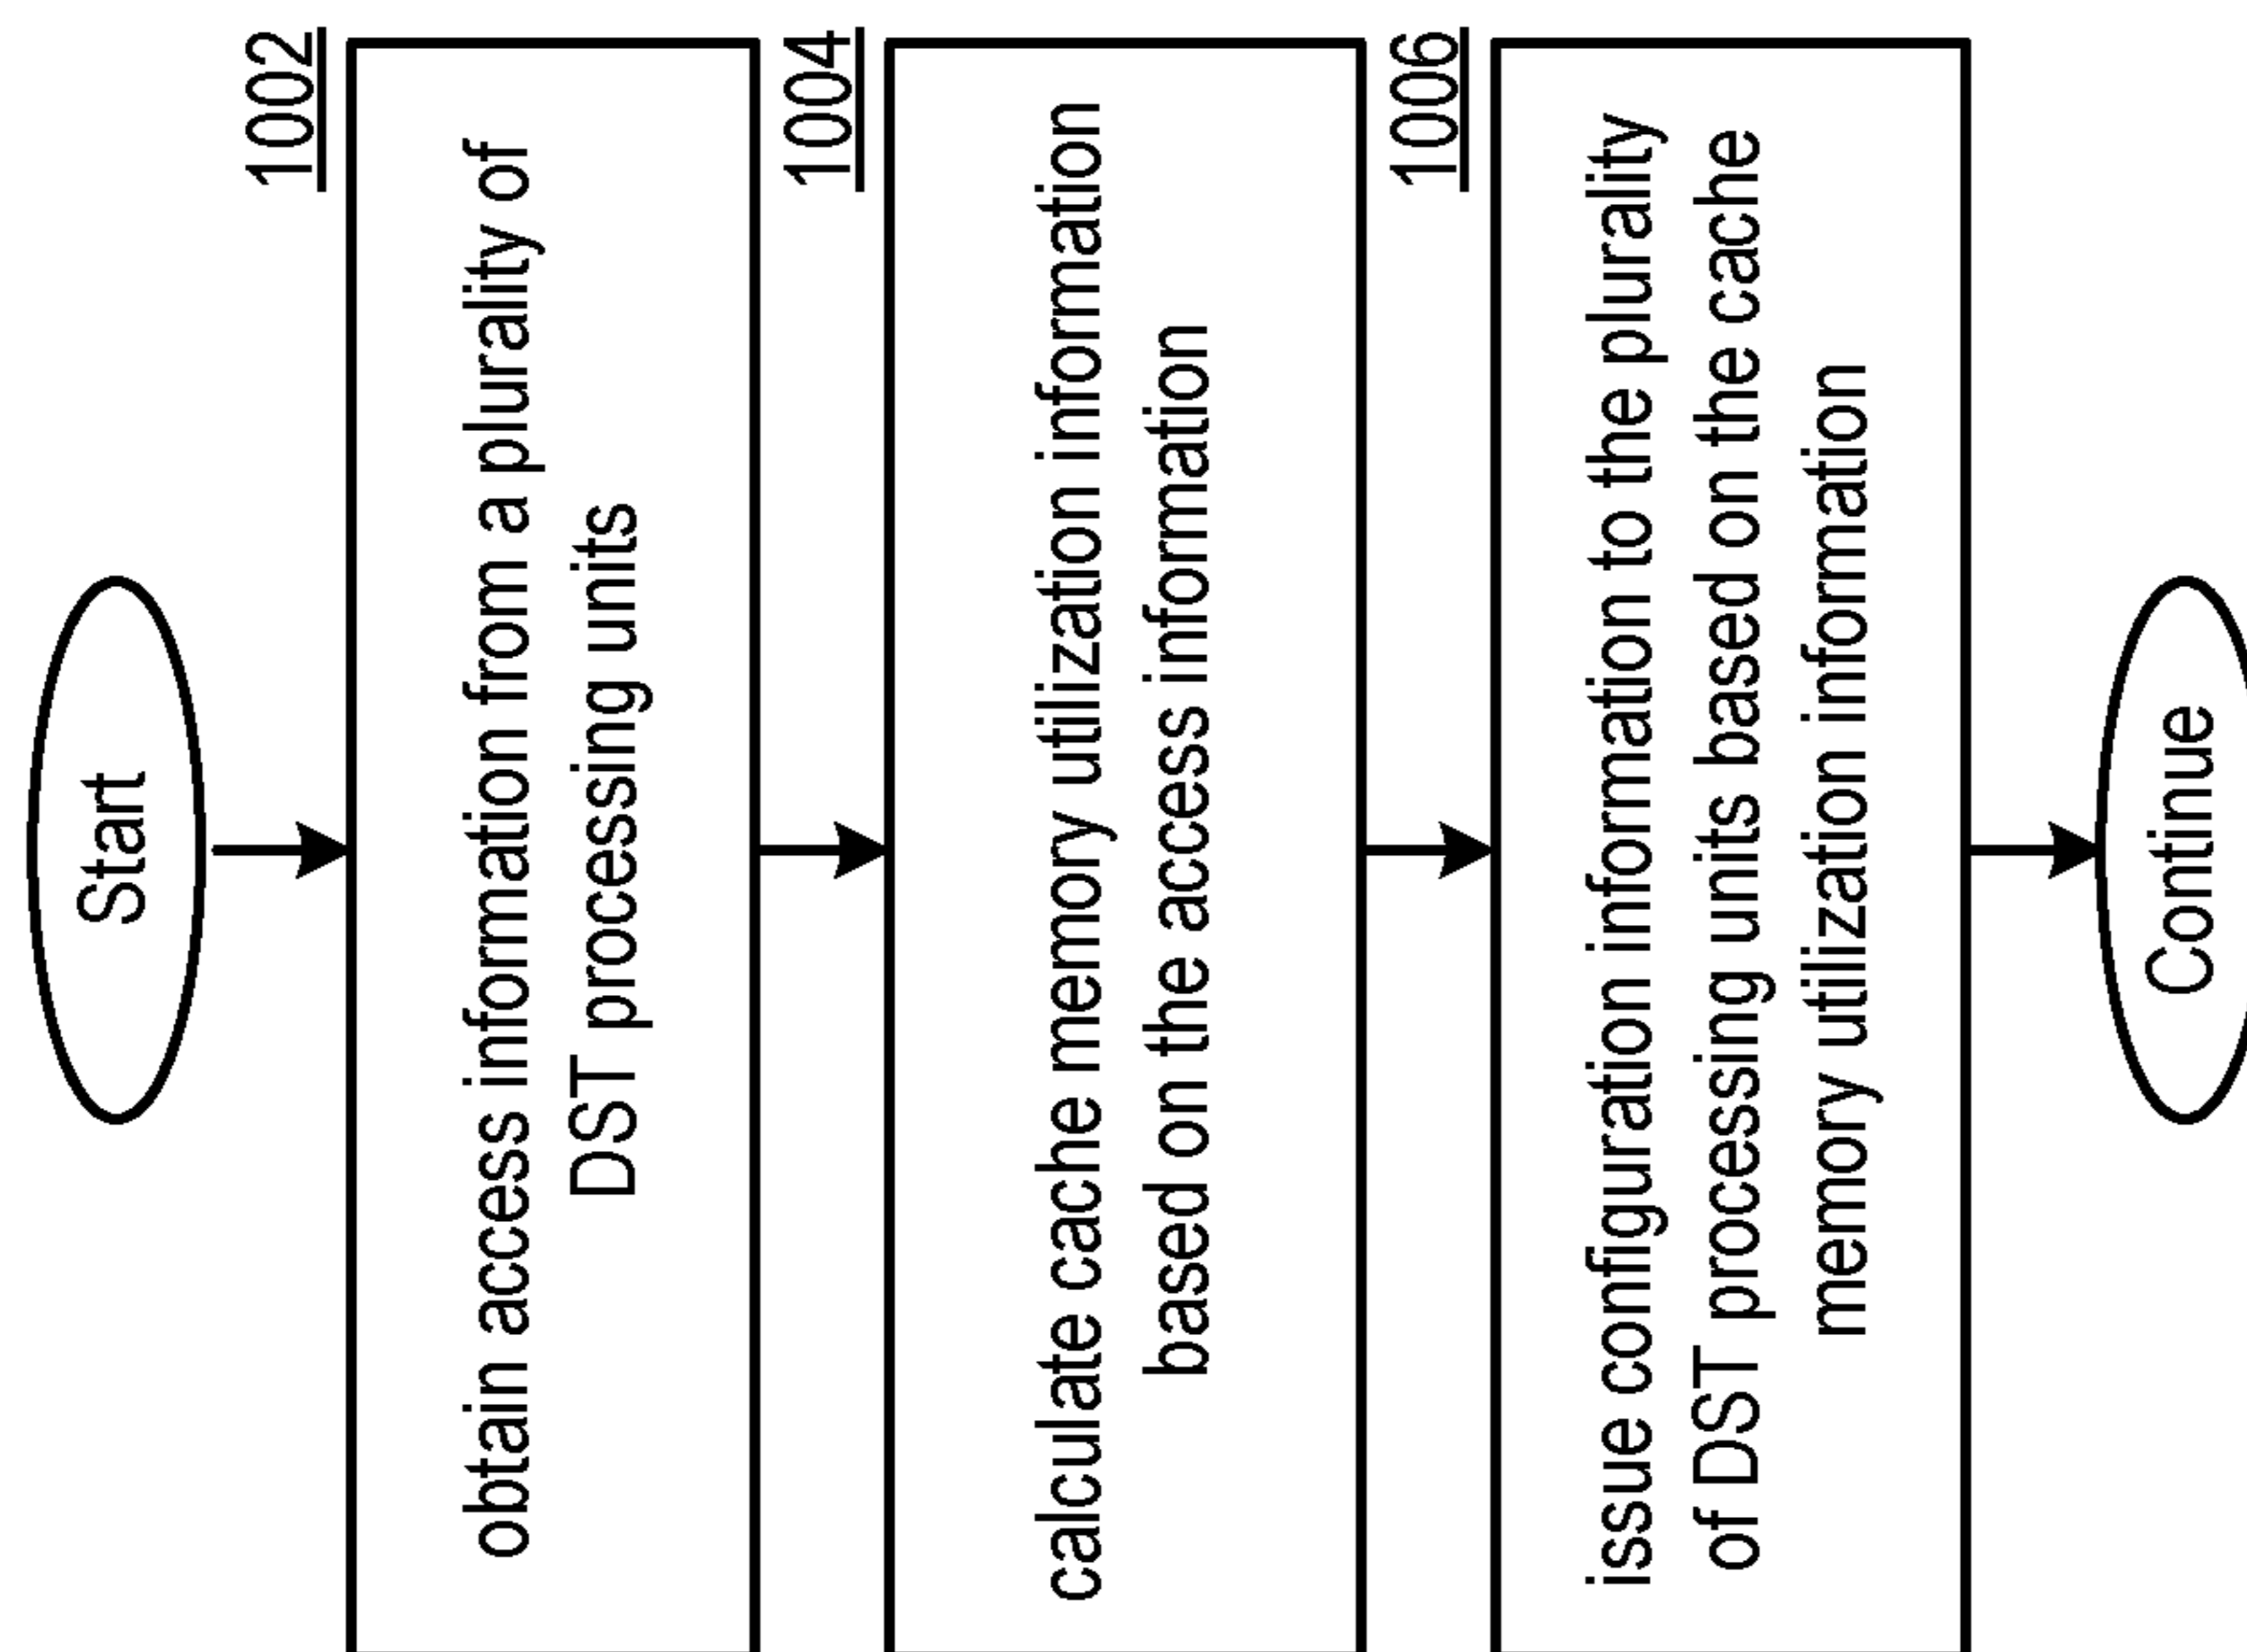 Start
1002
obtain access information from a plurality of
DST processing units
1004
calculate cache memory utilization information
based on the access information
1006
issue configuration information to the plurality
of DST processing units based on the cache
memory utilization information
Continue